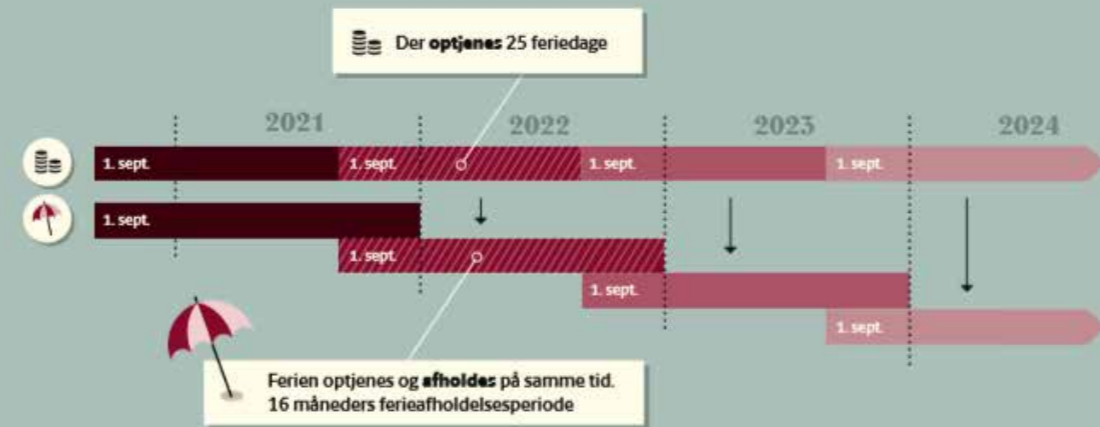 Der optjenes 25 feriedage
2021
2022
2023
2024
1. sept.
1. sept.
1. sept.
1. sept.
1. sept.
1. sept.
1. sept.
1. sept.
Ferien optjenes og afholdes på samme tid.
16 måneders ferieafholdelsesperiode